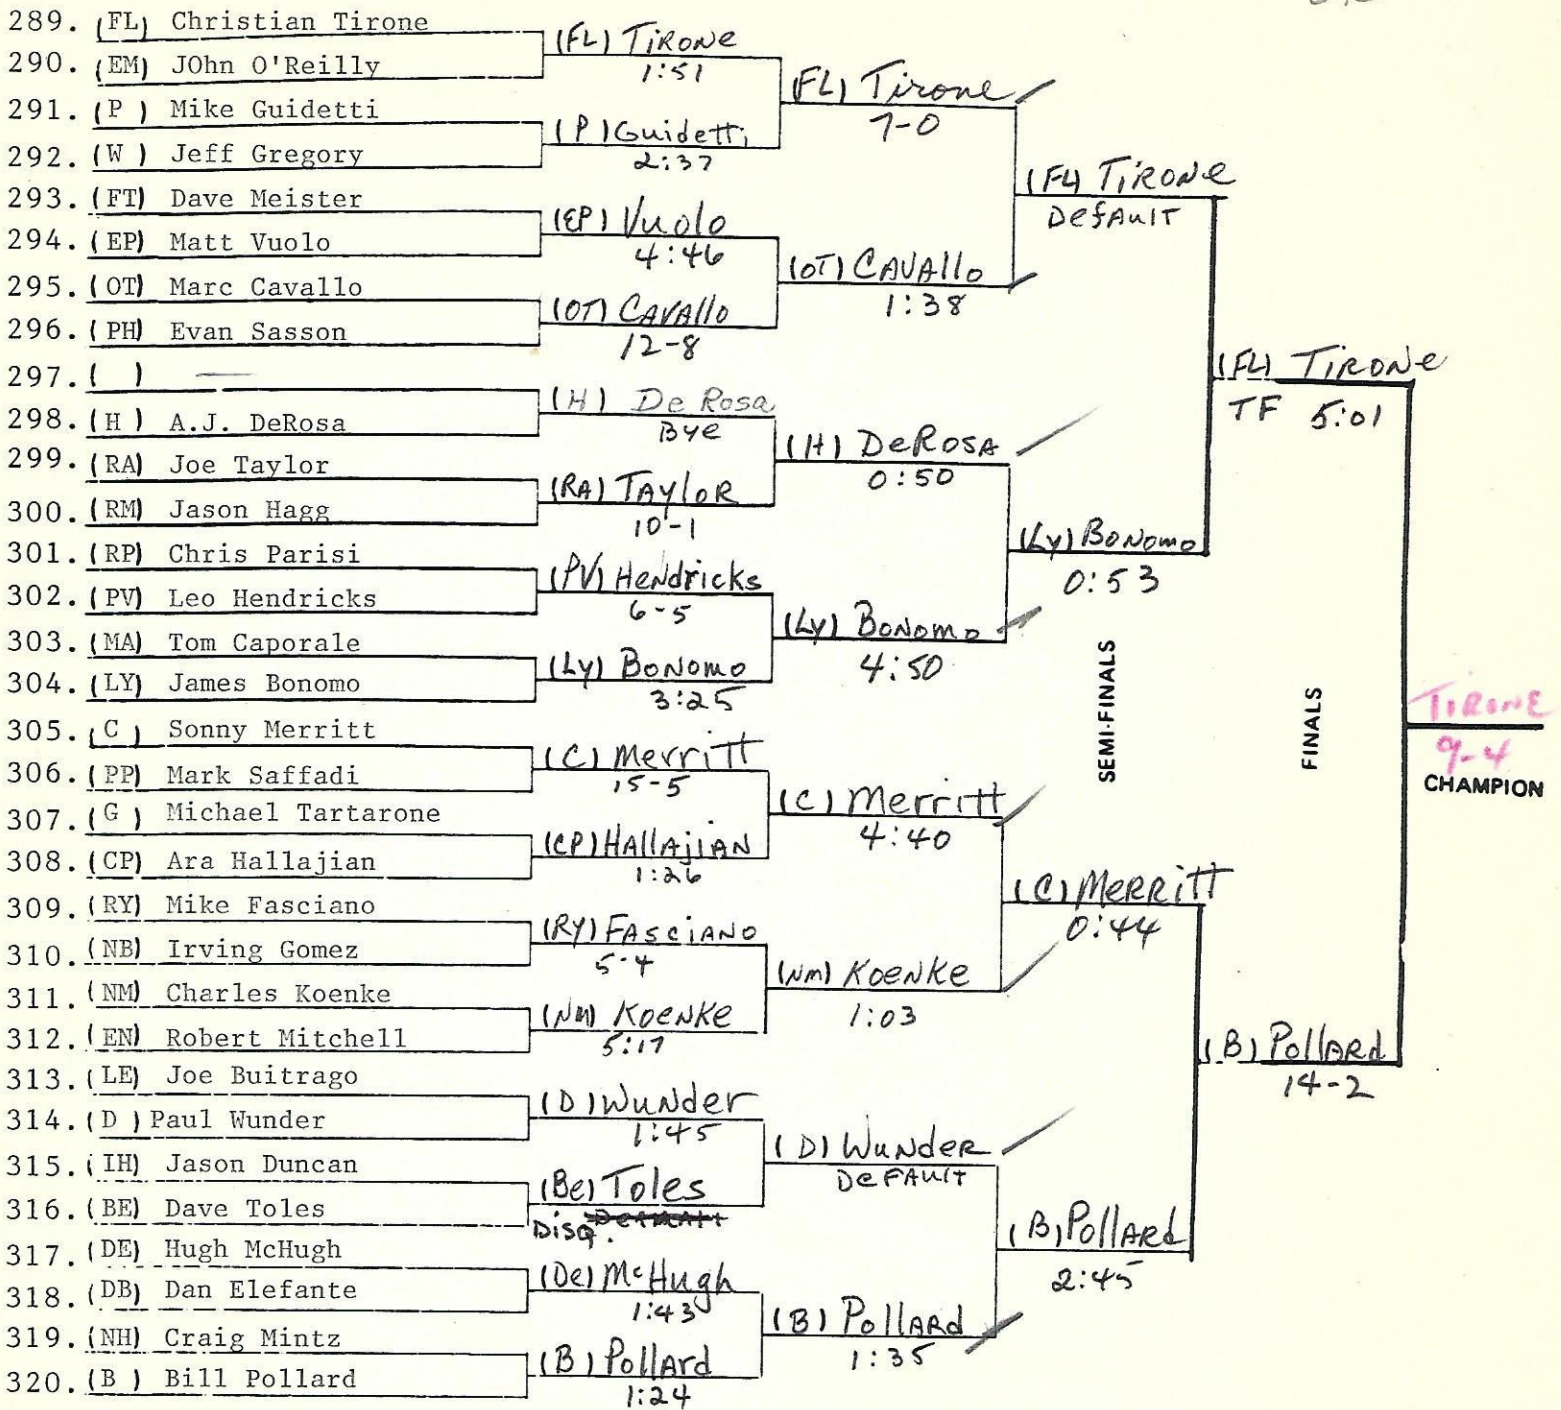 289. (FL) Christian Tirone
290. (EM) JOhn O'Reilly
291. (P ) Mike Guidetti
292. (W ) Jeff Gregory
293. (FT) Dave Meister
294. (EP) Matt Vuolo
295. (OT) Marc Cavallo
296. (PH) Evan Sasson
297. ( ) —
298. (H ) A.J. DeRosa
299. (RA) Joe Taylor
300. (RM) Jason Hagg
301. (RP) Chris Parisi
302. (PV) Leo Hendricks
303. (MA) Tom Caporale
304. (LY) James Bonomo
305. (C ) Sonny Merritt
306. (PP) Mark Saffadi
307. (G ) Michael Tartarone
308. (CP) Ara Hallajian
309. (RY) Mike Fasciano
310. (NB) Irving Gomez
311. (NM) Charles Koenke
312. (EN) Robert Mitchell
313. (LE) Joe Buitrago
314. (D ) Paul Wunder
315. (IH) Jason Duncan
316. (BE) Dave Toles
317. (DE) Hugh McHugh
318. (DB) Dan Elefante
319. (NH) Craig Mintz
320. (B ) Bill Pollard
(FL) TiRONe
1:51
(P) Guidetti
2:37
(EP) Vuolo
4:46
(OT) CAVAllo
12-8
(H) De Rosa
Bye
(RA) TAyloR
10-1
(PV) HeNdricks
6-5
(Ly) BONOMO
3:25
(C) Merritt
15-5
(CP) HAllAjiAN
1:26
(RY) FAsciANO
5-4
(NM) KOeNKe
5:17
(D) WuNder
1:45
(Be) Toles
Disq.
(De) McHugh
1:43
(B) PollArd
1:24
(FL) Tirone
7-0
(OT) CAVAllo
1:38
(H) DeRosA
0:50
(Ly) BONOMO
4:50
(C) Merritt
4:40
(NM) KOeNKe
1:03
(D) WuNdeR
DeFAulT
(B) PollARd
1:35
(FL) TiRONe
DefAulT
(Ly) BONOMO
0:53
(C) MeRRitt
0:44
(B) PollARd
2:45
SEMI-FINALS
(FL) TiRONe
TF 5:01
(B) PollARd
14-2
FINALS
TiRONE
9-4
CHAMPION